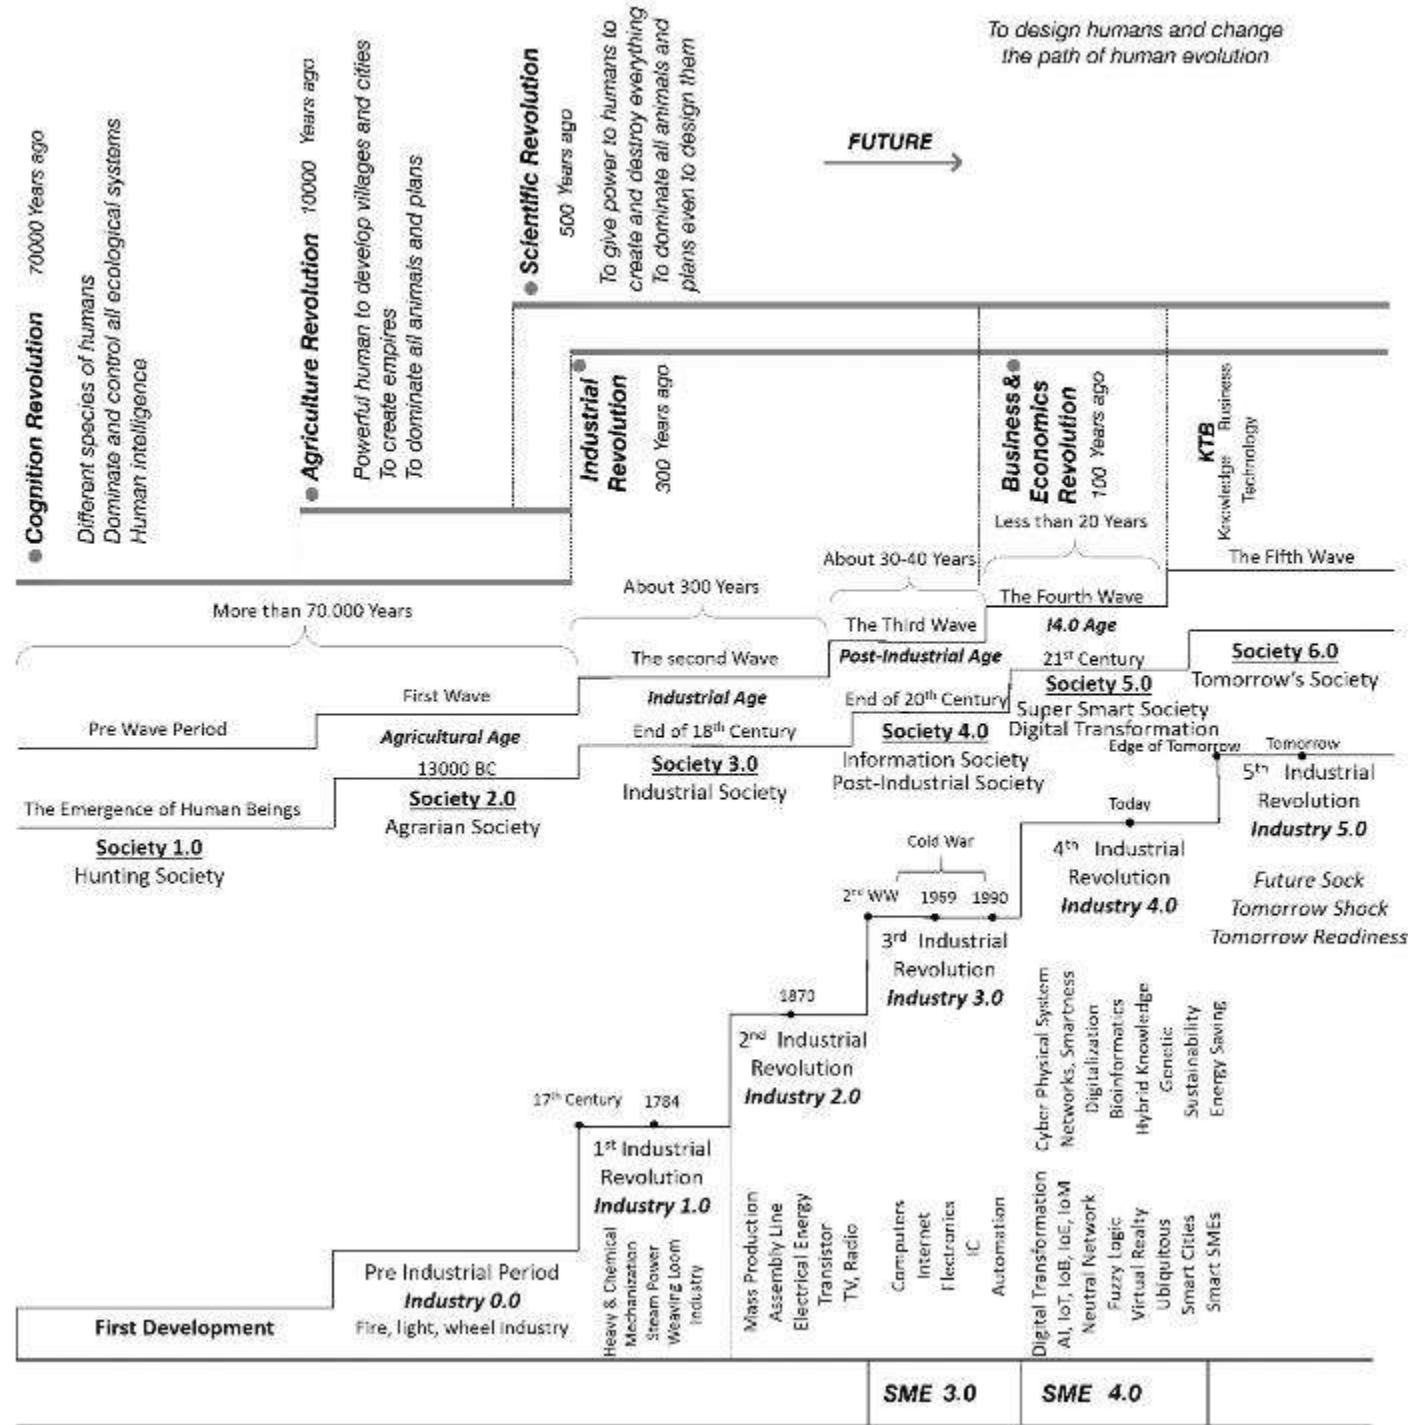 To design humans and change
the path of human evolution
FUTURE
Cognition Revolution 70000 Years ago
Different species of humans
Dominate and control all ecological systems
Human intelligence
Agriculture Revolution 10000 Years ago
Powerful human to develop villages and cities
To create empires
To dominate all animals and plans
Scientific Revolution
500 Years ago
To give power to humans to
create and destroy everything
To dominate all animals and
plans even to design them
Industrial
Revolution
300 Years ago
Business &
Economics
Revolution
100 Years ago
KTB
Knowledge Business
Technology
Less than 20 Years
About 30-40 Years
About 300 Years
More than 70.000 Years
The Fifth Wave
The Fourth Wave
I4.0 Age
The Third Wave
Post-Industrial Age
The second Wave
Industrial Age
First Wave
Agricultural Age
Pre Wave Period
The Emergence of Human Beings
Society 1.0
Hunting Society
13000 BC
Society 2.0
Agrarian Society
End of 18th Century
Society 3.0
Industrial Society
End of 20th Century
Society 4.0
Information Society
Post-Industrial Society
21st Century
Society 5.0
Super Smart Society
Digital Transformation
Society 6.0
Tomorrow's Society
Edge of Tomorrow
Tomorrow
5th Industrial
Revolution
Industry 5.0
Future Sock
Tomorrow Shock
Tomorrow Readiness
Today
4th Industrial
Revolution
Industry 4.0
Cold War
2nd WW 1969 1990
3rd Industrial
Revolution
Industry 3.0
1870
2nd Industrial
Revolution
Industry 2.0
17th Century 1784
1st Industrial
Revolution
Industry 1.0
Pre Industrial Period
Industry 0.0
Fire, light, wheel industry
First Development
Heavy & Chemical
Mechanization
Steam Power
Weaving Loom
Industry
Mass Production
Assembly Line
Electrical Energy
Transistor
TV, Radio
Computers
Internet
Electronics
IC
Automation
Cyber Physical System
Networks, Smartness
Digitalization
Bioinformatics
Hybrid Knowledge
Genetic
Sustainability
Energy Saving
Digital Transformation
AI, IoT, IoB, IoE, IoM
Neutral Network
Fuzzy Logic
Virtual Realty
Ubiquitous
Smart Cities
Smart SMEs
SME 3.0
SME 4.0